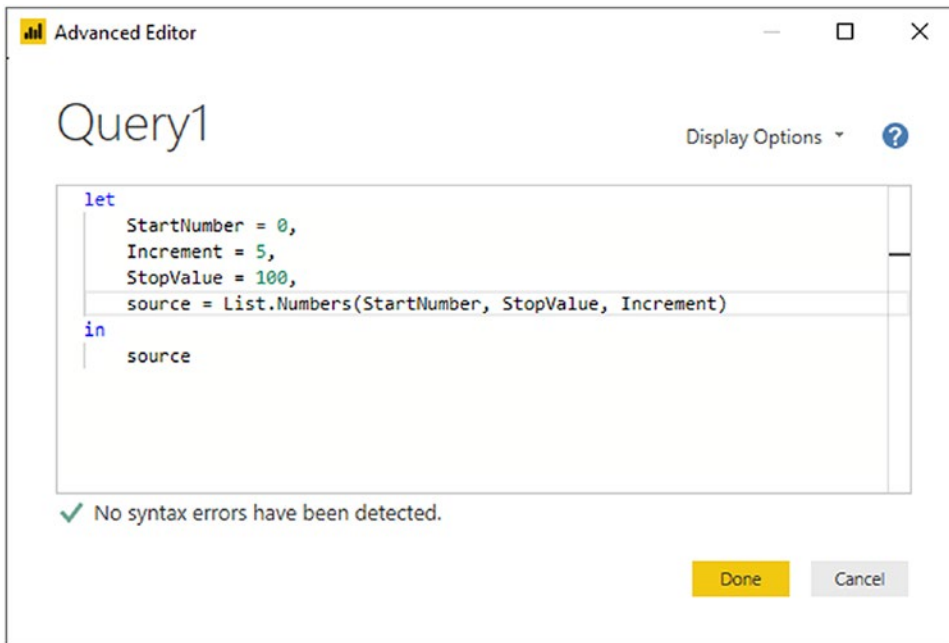 Advanced Editor
Query1
Display Options
?
let
StartNumber = 0,
Increment = 5,
StopValue = 100,
source = List.Numbers(StartNumber, StopValue, Increment)
in
source
No syntax errors have been detected.
Done
Cancel